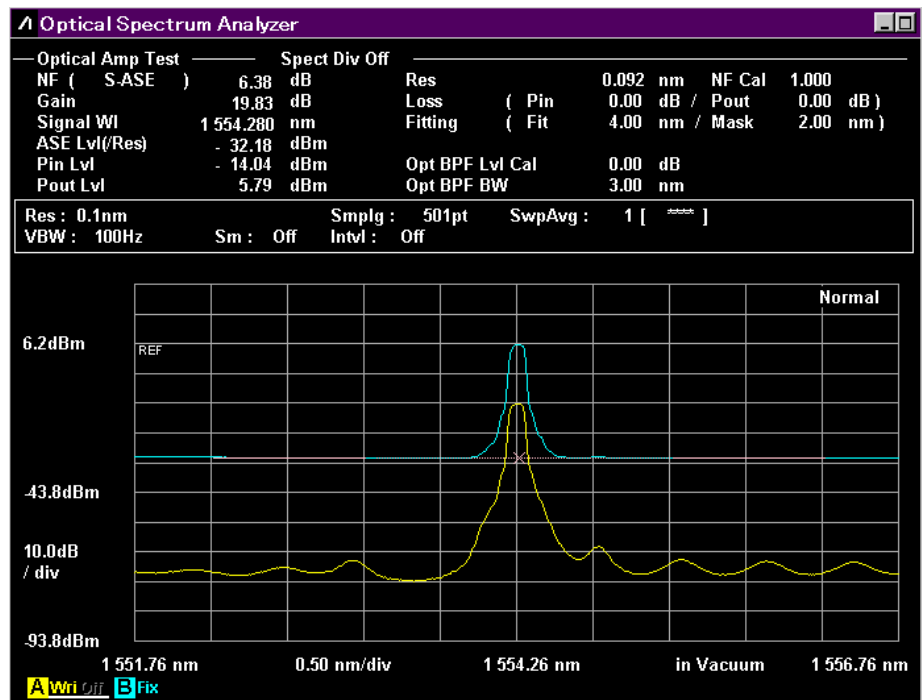 Optical Spectrum Analyzer
Optical Amp Test Spect Div Off
NF ( S-ASE ) 6.38 dB Res 0.092 nm NF Cal 1.000
Gain 19.83 dB Loss ( Pin 0.00 dB / Pout 0.00 dB )
Signal Wl 1 554.280 nm Fitting ( Fit 4.00 nm / Mask 2.00 nm )
ASE Lvl(/Res) - 32.18 dBm
Pin Lvl - 14.04 dBm Opt BPF Lvl Cal 0.00 dB
Pout Lvl 5.79 dBm Opt BPF BW 3.00 nm
Res : 0.1nm Smplg : 501pt SwpAvg : 1 [ **** ]
VBW : 100Hz Sm : Off Intvl : Off
Normal
6.2dBm
REF
-43.8dBm
10.0dB
/ div
-93.8dBm
1 551.76 nm 0.50 nm/div 1 554.26 nm in Vacuum 1 556.76 nm
A Wri Off B Fix